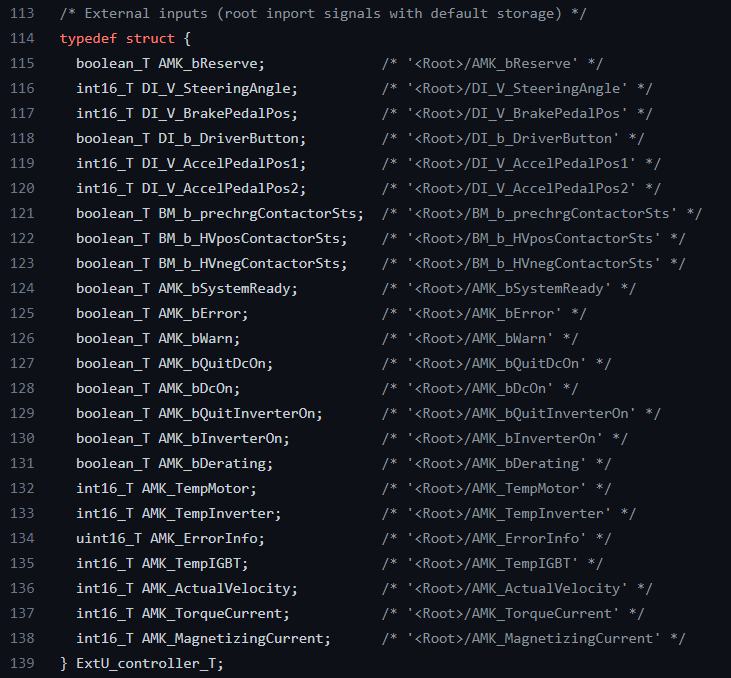 113 /* External inputs (root inport signals with default storage) */
114 typedef struct {
115   boolean_T AMK_bReserve;              /* '<Root>/AMK_bReserve' */
116   int16_T DI_V_SteeringAngle;          /* '<Root>/DI_V_SteeringAngle' */
117   int16_T DI_V_BrakePedalPos;          /* '<Root>/DI_V_BrakePedalPos' */
118   boolean_T DI_b_DriverButton;         /* '<Root>/DI_b_DriverButton' */
119   int16_T DI_V_AccelPedalPos1;         /* '<Root>/DI_V_AccelPedalPos1' */
120   int16_T DI_V_AccelPedalPos2;         /* '<Root>/DI_V_AccelPedalPos2' */
121   boolean_T BM_b_prechrgContactorSts;  /* '<Root>/BM_b_prechrgContactorSts' */
122   boolean_T BM_b_HVposContactorSts;    /* '<Root>/BM_b_HVposContactorSts' */
123   boolean_T BM_b_HVnegContactorSts;    /* '<Root>/BM_b_HVnegContactorSts' */
124   boolean_T AMK_bSystemReady;          /* '<Root>/AMK_bSystemReady' */
125   boolean_T AMK_bError;                /* '<Root>/AMK_bError' */
126   boolean_T AMK_bWarn;                 /* '<Root>/AMK_bWarn' */
127   boolean_T AMK_bQuitDcOn;             /* '<Root>/AMK_bQuitDcOn' */
128   boolean_T AMK_bDcOn;                 /* '<Root>/AMK_bDcOn' */
129   boolean_T AMK_bQuitInverterOn;       /* '<Root>/AMK_bQuitInverterOn' */
130   boolean_T AMK_bInverterOn;           /* '<Root>/AMK_bInverterOn' */
131   boolean_T AMK_bDerating;             /* '<Root>/AMK_bDerating' */
132   int16_T AMK_TempMotor;               /* '<Root>/AMK_TempMotor' */
133   int16_T AMK_TempInverter;            /* '<Root>/AMK_TempInverter' */
134   uint16_T AMK_ErrorInfo;              /* '<Root>/AMK_ErrorInfo' */
135   int16_T AMK_TempIGBT;                /* '<Root>/AMK_TempIGBT' */
136   int16_T AMK_ActualVelocity;          /* '<Root>/AMK_ActualVelocity' */
137   int16_T AMK_TorqueCurrent;           /* '<Root>/AMK_TorqueCurrent' */
138   int16_T AMK_MagnetizingCurrent;      /* '<Root>/AMK_MagnetizingCurrent' */
139 } ExtU_controller_T;